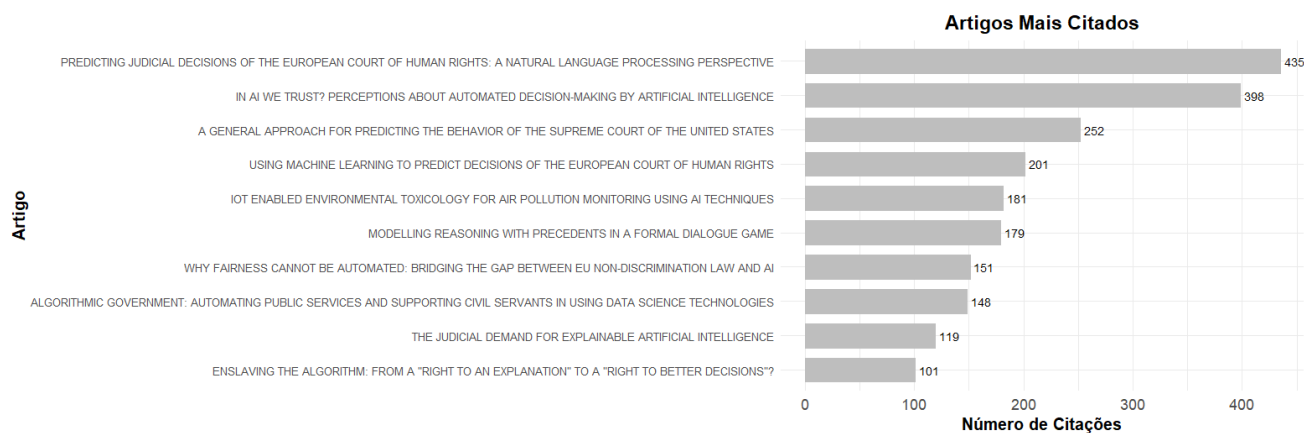 Artigos Mais Citados
PREDICTING JUDICIAL DECISIONS OF THE EUROPEAN COURT OF HUMAN RIGHTS: A NATURAL LANGUAGE PROCESSING PERSPECTIVE 435
IN AI WE TRUST? PERCEPTIONS ABOUT AUTOMATED DECISION-MAKING BY ARTIFICIAL INTELLIGENCE 398
A GENERAL APPROACH FOR PREDICTING THE BEHAVIOR OF THE SUPREME COURT OF THE UNITED STATES 252
USING MACHINE LEARNING TO PREDICT DECISIONS OF THE EUROPEAN COURT OF HUMAN RIGHTS 201
IOT ENABLED ENVIRONMENTAL TOXICOLOGY FOR AIR POLLUTION MONITORING USING AI TECHNIQUES 181
MODELLING REASONING WITH PRECEDENTS IN A FORMAL DIALOGUE GAME 179
WHY FAIRNESS CANNOT BE AUTOMATED: BRIDGING THE GAP BETWEEN EU NON-DISCRIMINATION LAW AND AI 151
ALGORITHMIC GOVERNMENT: AUTOMATING PUBLIC SERVICES AND SUPPORTING CIVIL SERVANTS IN USING DATA SCIENCE TECHNOLOGIES 148
THE JUDICIAL DEMAND FOR EXPLAINABLE ARTIFICIAL INTELLIGENCE 119
ENSLAVING THE ALGORITHM: FROM A "RIGHT TO AN EXPLANATION" TO A "RIGHT TO BETTER DECISIONS"? 101
Artigo
0 100 200 300 400
Número de Citações